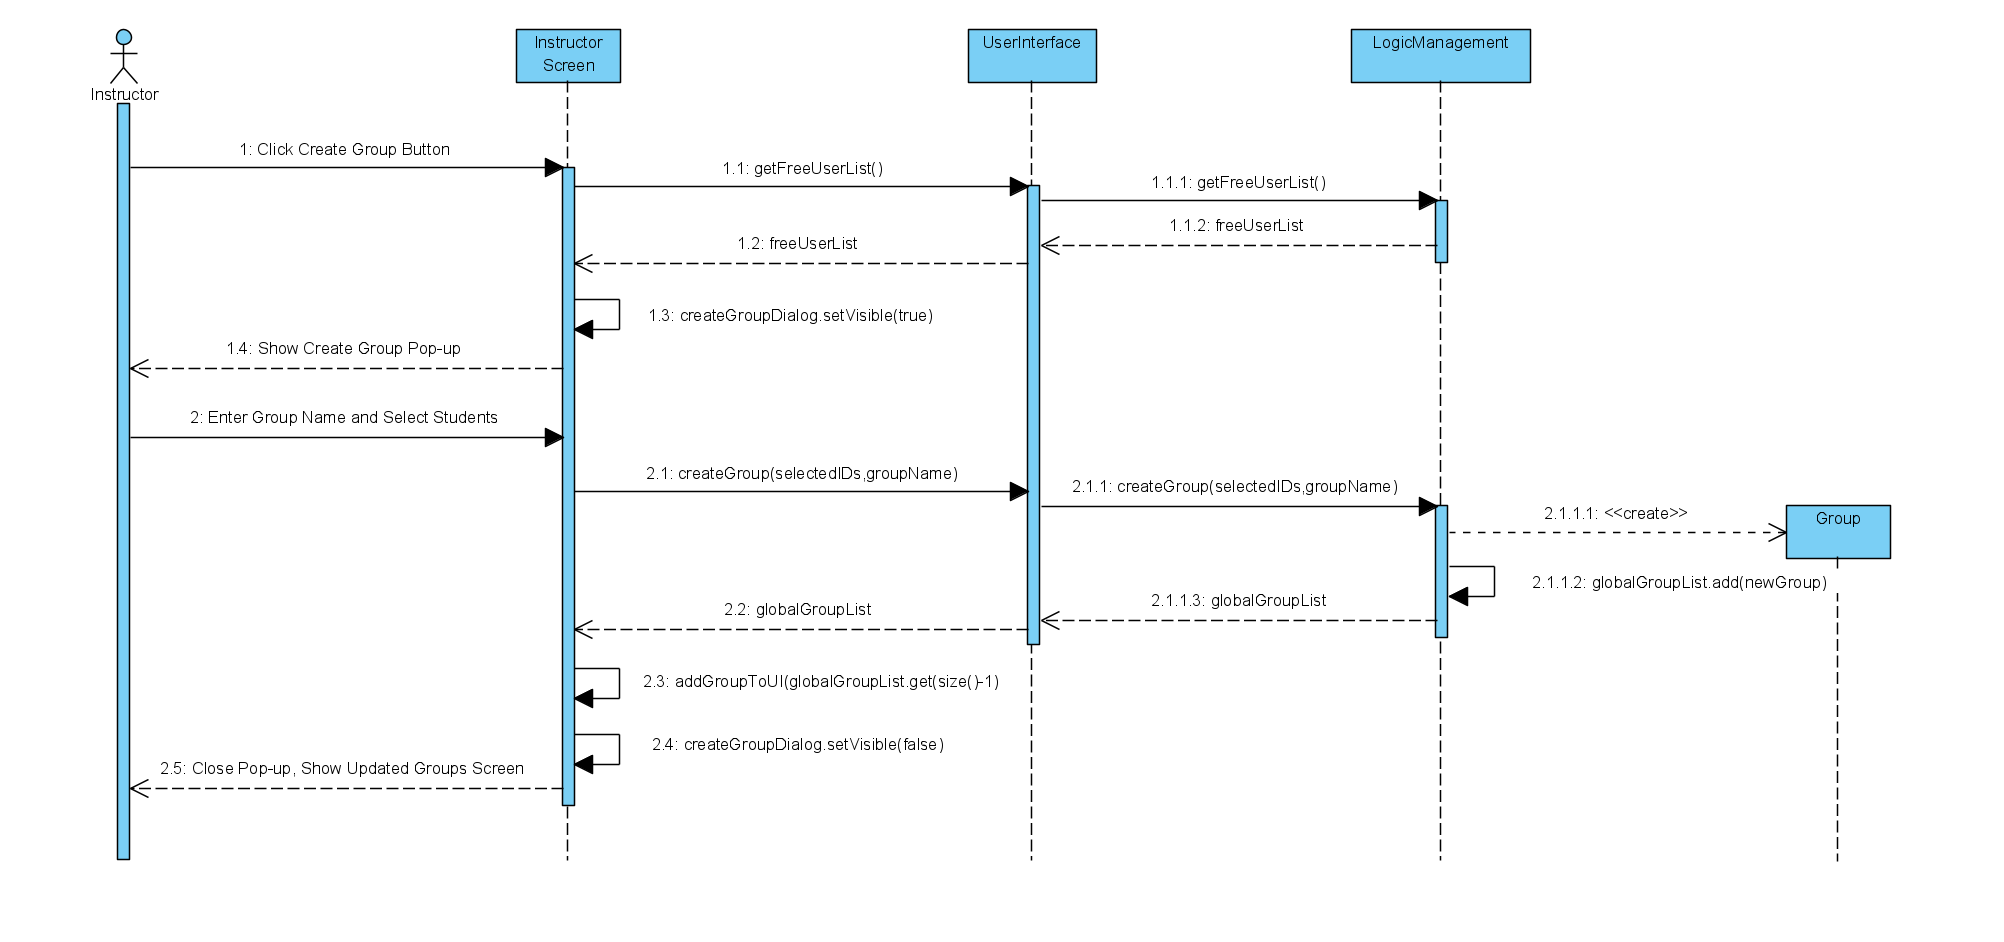 Instructor
Instructor
Screen
UserInterface
LogicManagement
1: Click Create Group Button
1.1: getFreeUserList()
1.1.1: getFreeUserList()
1.1.2: freeUserList
1.2: freeUserList
1.3: createGroupDialog.setVisible(true)
1.4: Show Create Group Pop-up
2: Enter Group Name and Select Students
2.1: createGroup(selectedIDs,groupName)
2.1.1: createGroup(selectedIDs,groupName)
2.1.1.1: <<create>>
Group
2.1.1.2: globalGroupList.add(newGroup)
2.1.1.3: globalGroupList
2.2: globalGroupList
2.3: addGroupToUI(globalGroupList.get(size()-1)
2.4: createGroupDialog.setVisible(false)
2.5: Close Pop-up, Show Updated Groups Screen